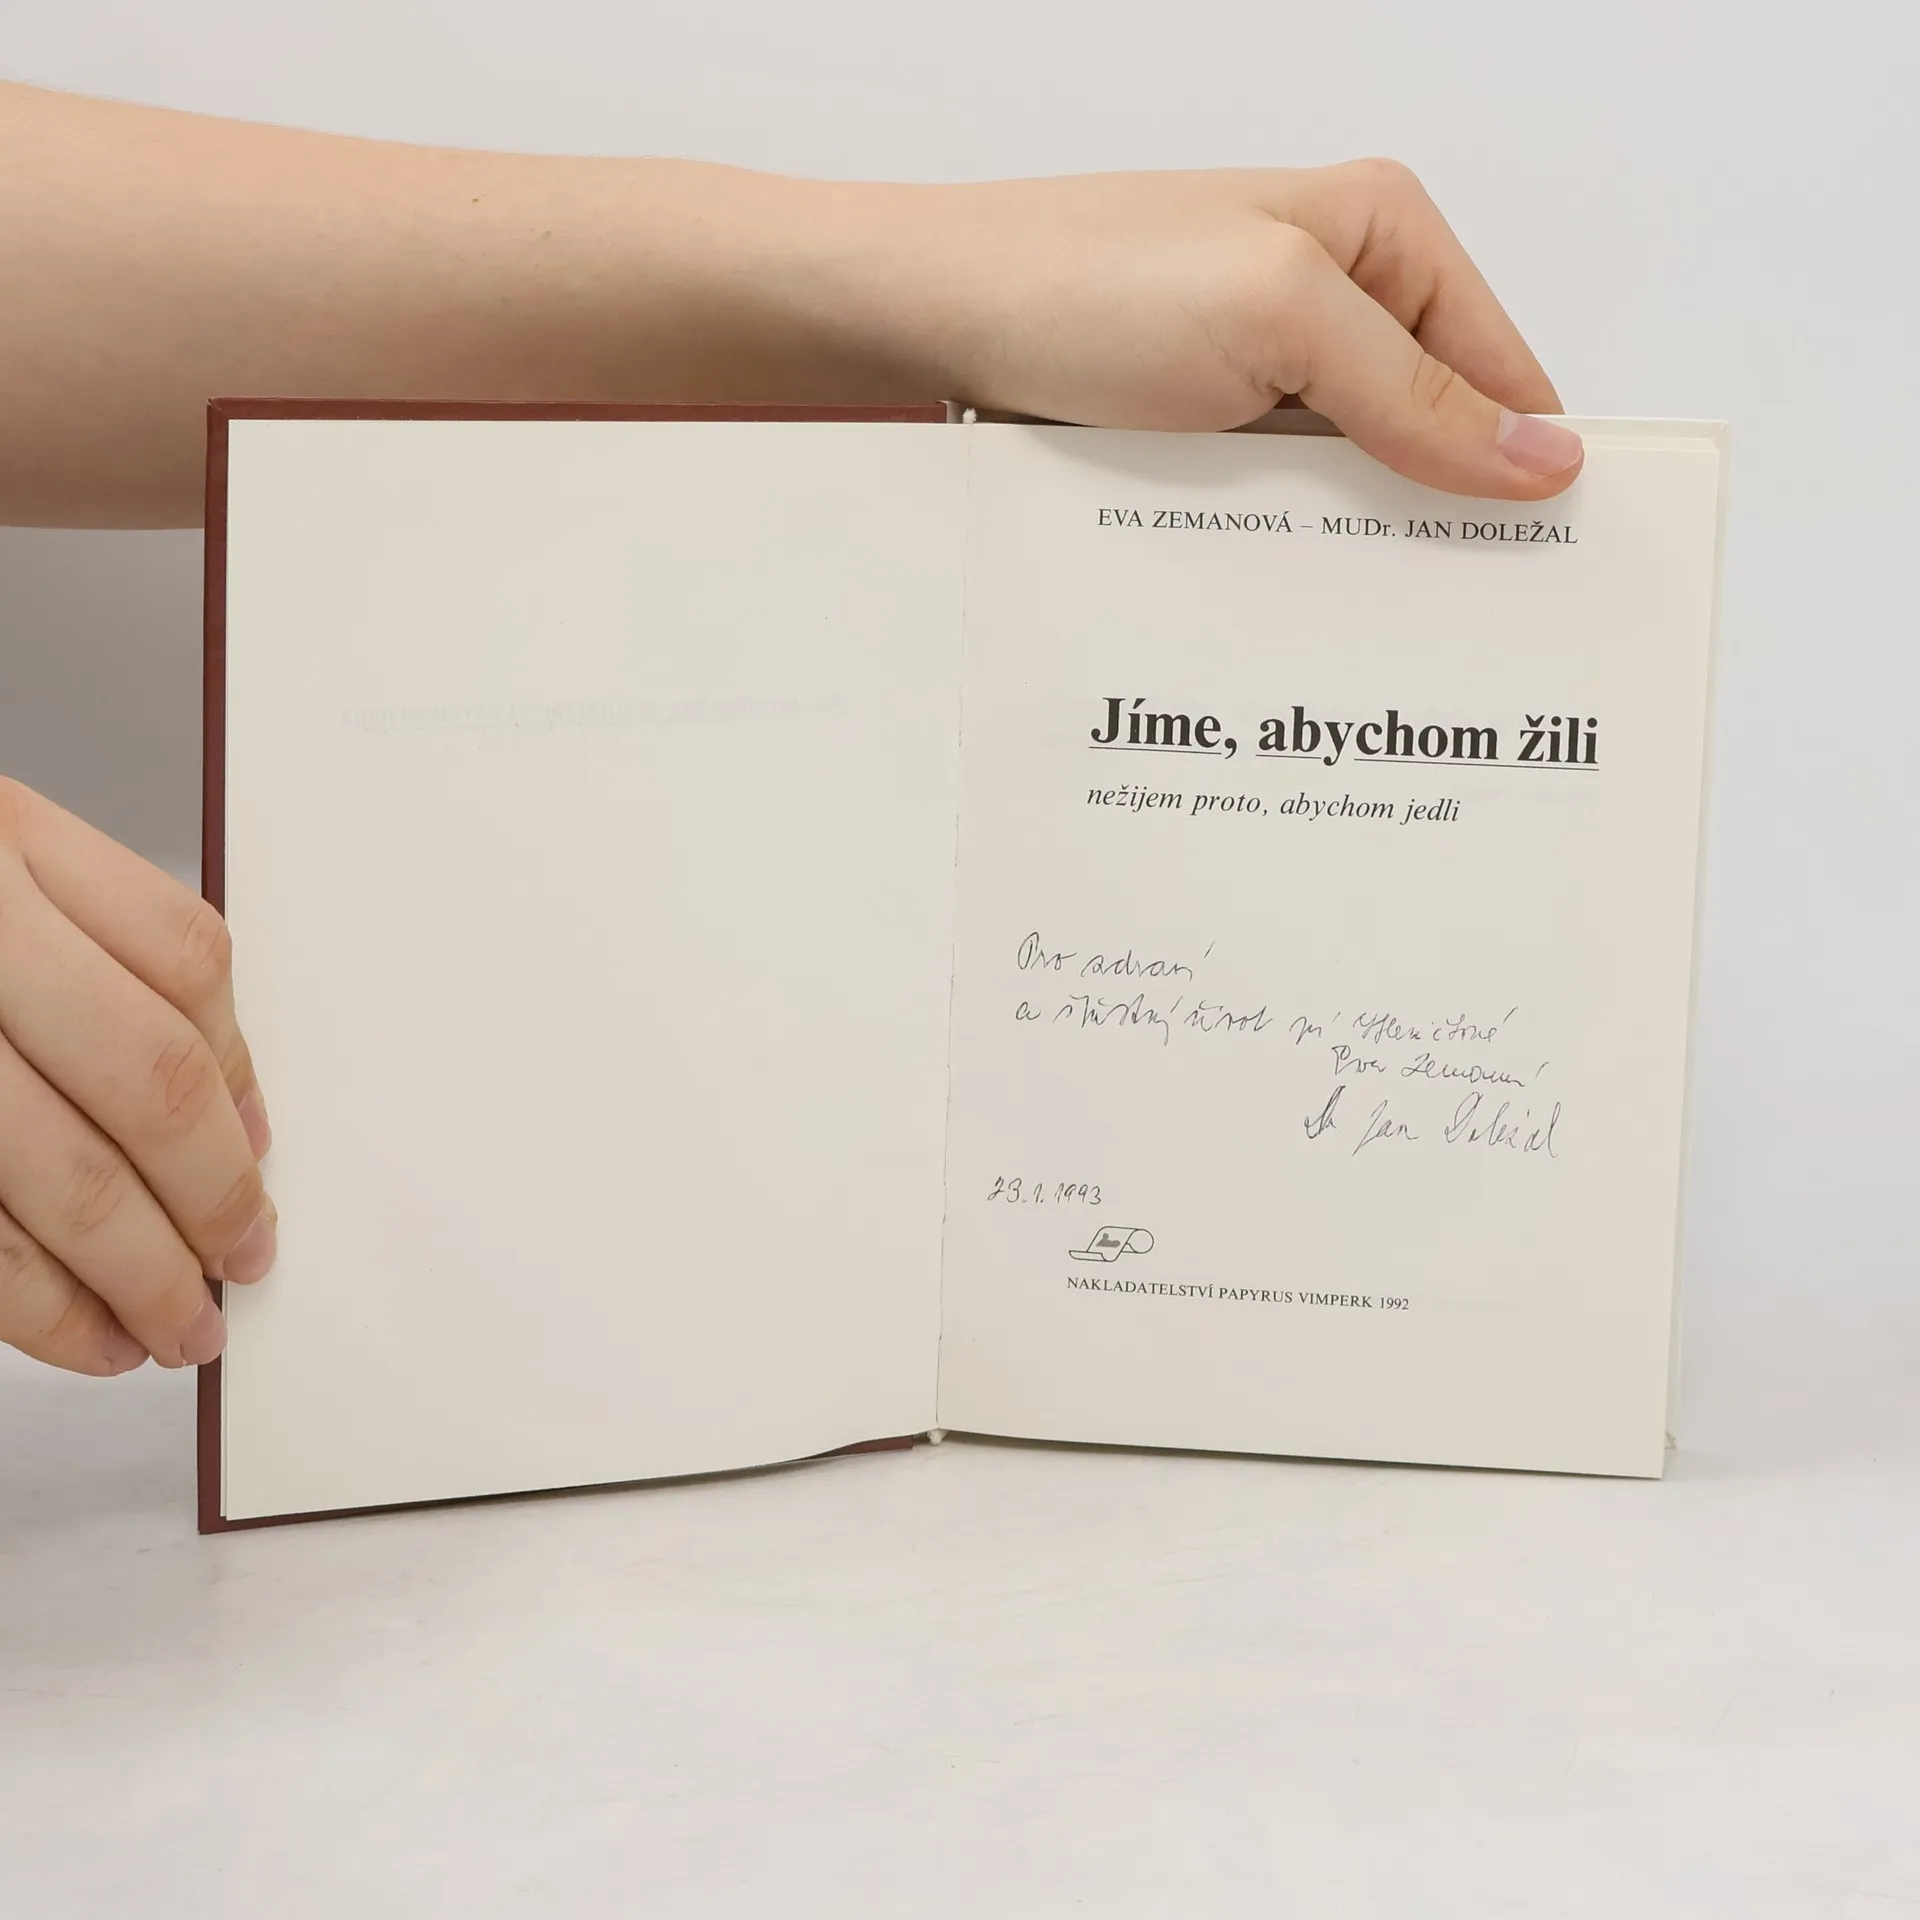 EVA ZEMANOVÁ – MUDr. JAN DOLEŽAL
Jíme, abychom žili
nežijem proto, abychom jedli
Pro zdraví
a šťastný život
Eva Zemanová
Jan Doležal
23.1.1993
NAKLADATELSTVÍ PAPYRUS VIMPERK 1992